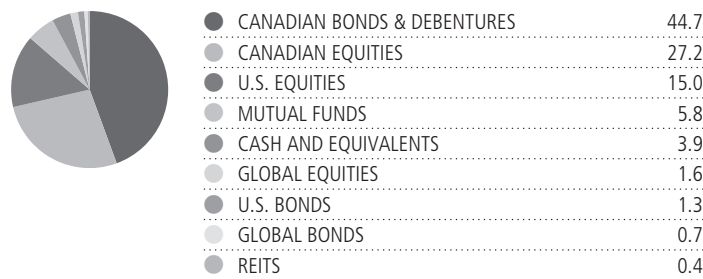 CANADIAN BONDS & DEBENTURES 44.7
CANADIAN EQUITIES 27.2
U.S. EQUITIES 15.0
MUTUAL FUNDS 5.8
CASH AND EQUIVALENTS 3.9
GLOBAL EQUITIES 1.6
U.S. BONDS 1.3
GLOBAL BONDS 0.7
REITS 0.4